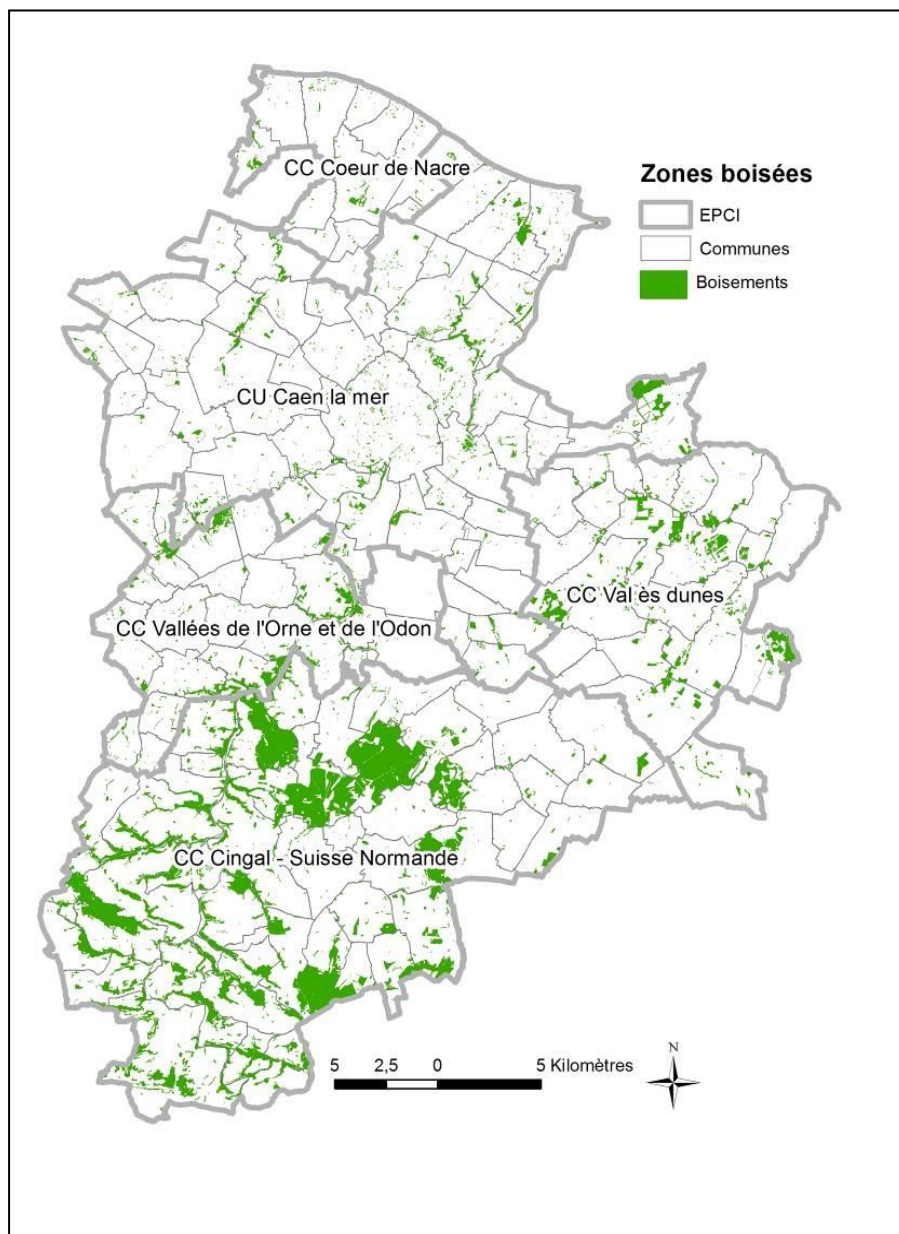 CC Coeur de Nacre
Zones boisées
EPCI
Communes
Boisements
CU Caen la mer
CC Val ès dunes
CC Vallées de l'Orne et de l'Odon
CC Cingal - Suisse Normande
5 2,5 0 5 Kilomètres
N